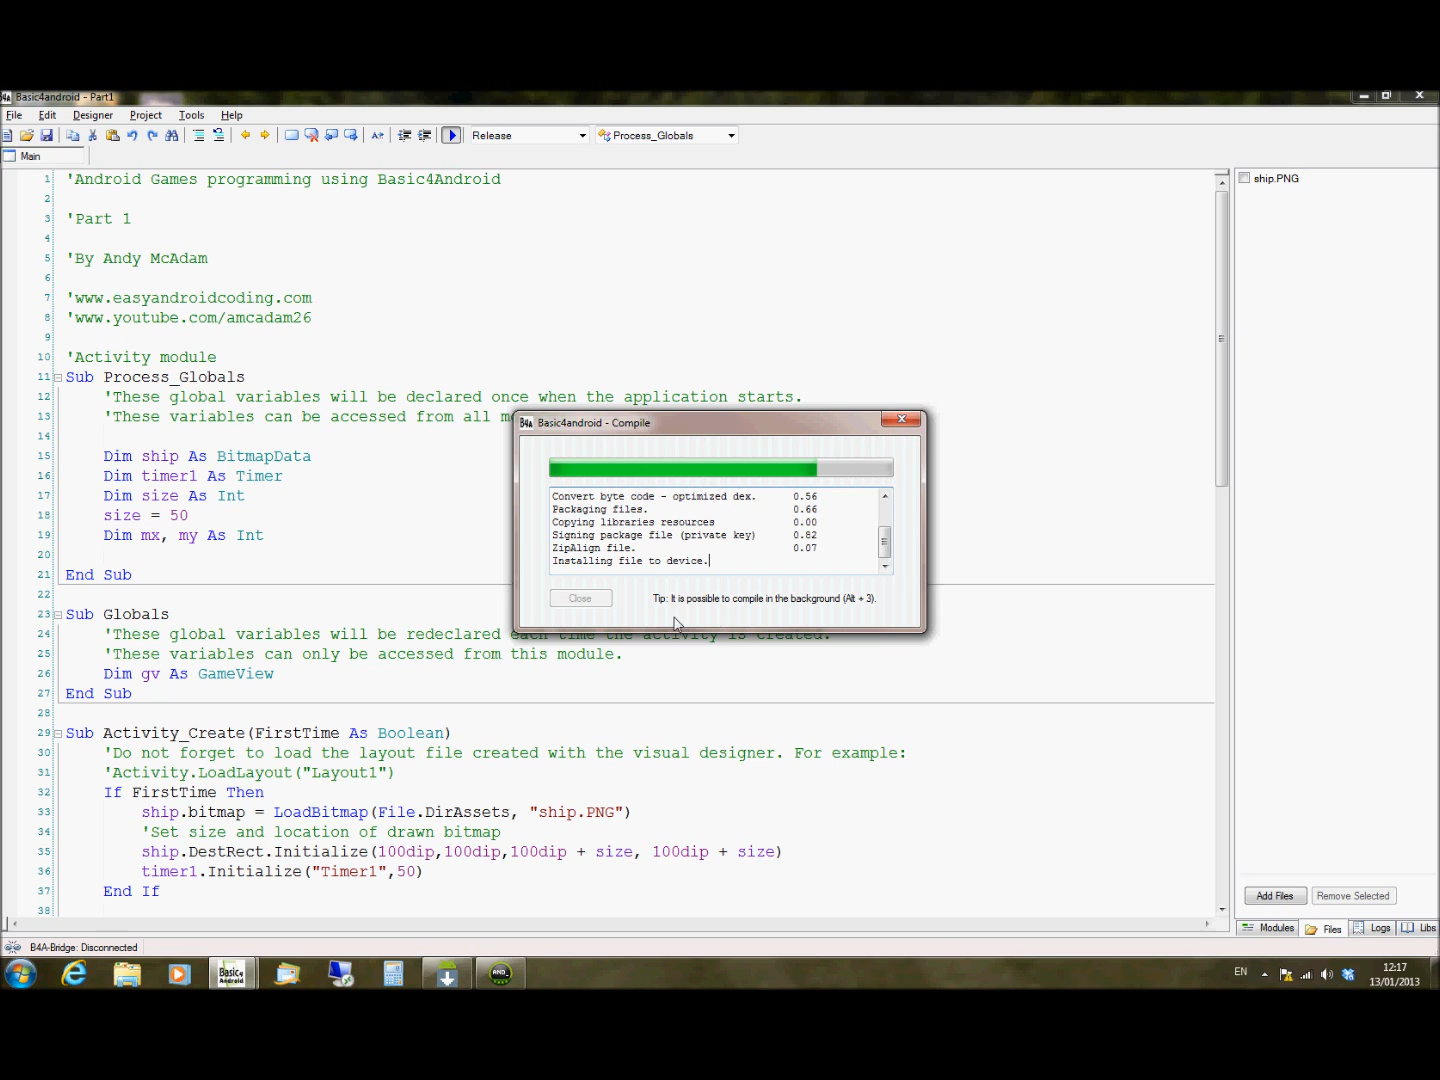 Basic4android - Part1
File Edit Designer Project Tools Help
Release Process_Globals
Main
1 'Android Games programming using Basic4Android
2
3 'Part 1
4
5 'By Andy McAdam
6
7 'www.easyandroidcoding.com
8 'www.youtube.com/amcadam26
9
10 'Activity module
11 Sub Process_Globals
12 'These global variables will be declared once when the application starts.
13 'These variables can be accessed from all
14
15 Dim ship As BitmapData
16 Dim timer1 As Timer
17 Dim size As Int
18 size = 50
19 Dim mx, my As Int
20
21 End Sub
22
23 Sub Globals
24 'These global variables will be redeclared each time the activity is created.
25 'These variables can only be accessed from this module.
26 Dim gv As GameView
27 End Sub
28
29 Sub Activity_Create(FirstTime As Boolean)
30 'Do not forget to load the layout file created with the visual designer. For example:
31 'Activity.LoadLayout("Layout1")
32 If FirstTime Then
33 ship.bitmap = LoadBitmap(File.DirAssets, "ship.PNG")
34 'Set size and location of drawn bitmap
35 ship.DestRect.Initialize(100dip,100dip,100dip + size, 100dip + size)
36 timer1.Initialize("Timer1",50)
37 End If
38
B4A Basic4android - Compile
Convert byte code - optimized dex. 0.56
Packaging files. 0.66
Copying libraries resources 0.00
Signing package file (private key) 0.82
ZipAlign file. 0.07
Installing file to device.
Close Tip: It is possible to compile in the background (Alt + 3).
ship.PNG
Add Files Remove Selected
Modules Files Logs Libs
B4A-Bridge: Disconnected
Basic4 Android
AMD
EN
12:17
13/01/2013